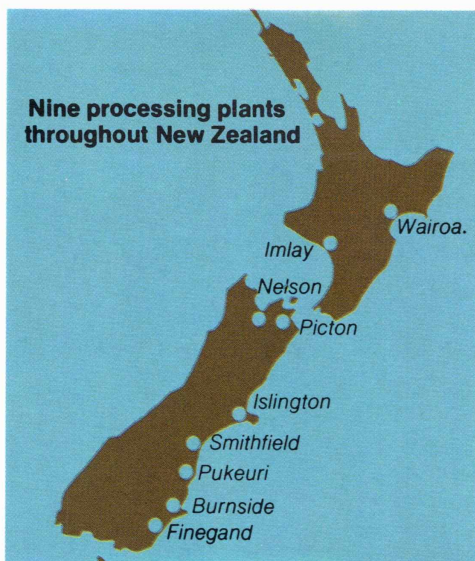 Nine processing plants
throughout New Zealand
Wairoa.
Imlay
Nelson
Picton
Islington
Smithfield
Pukeuri
Burnside
Finegand